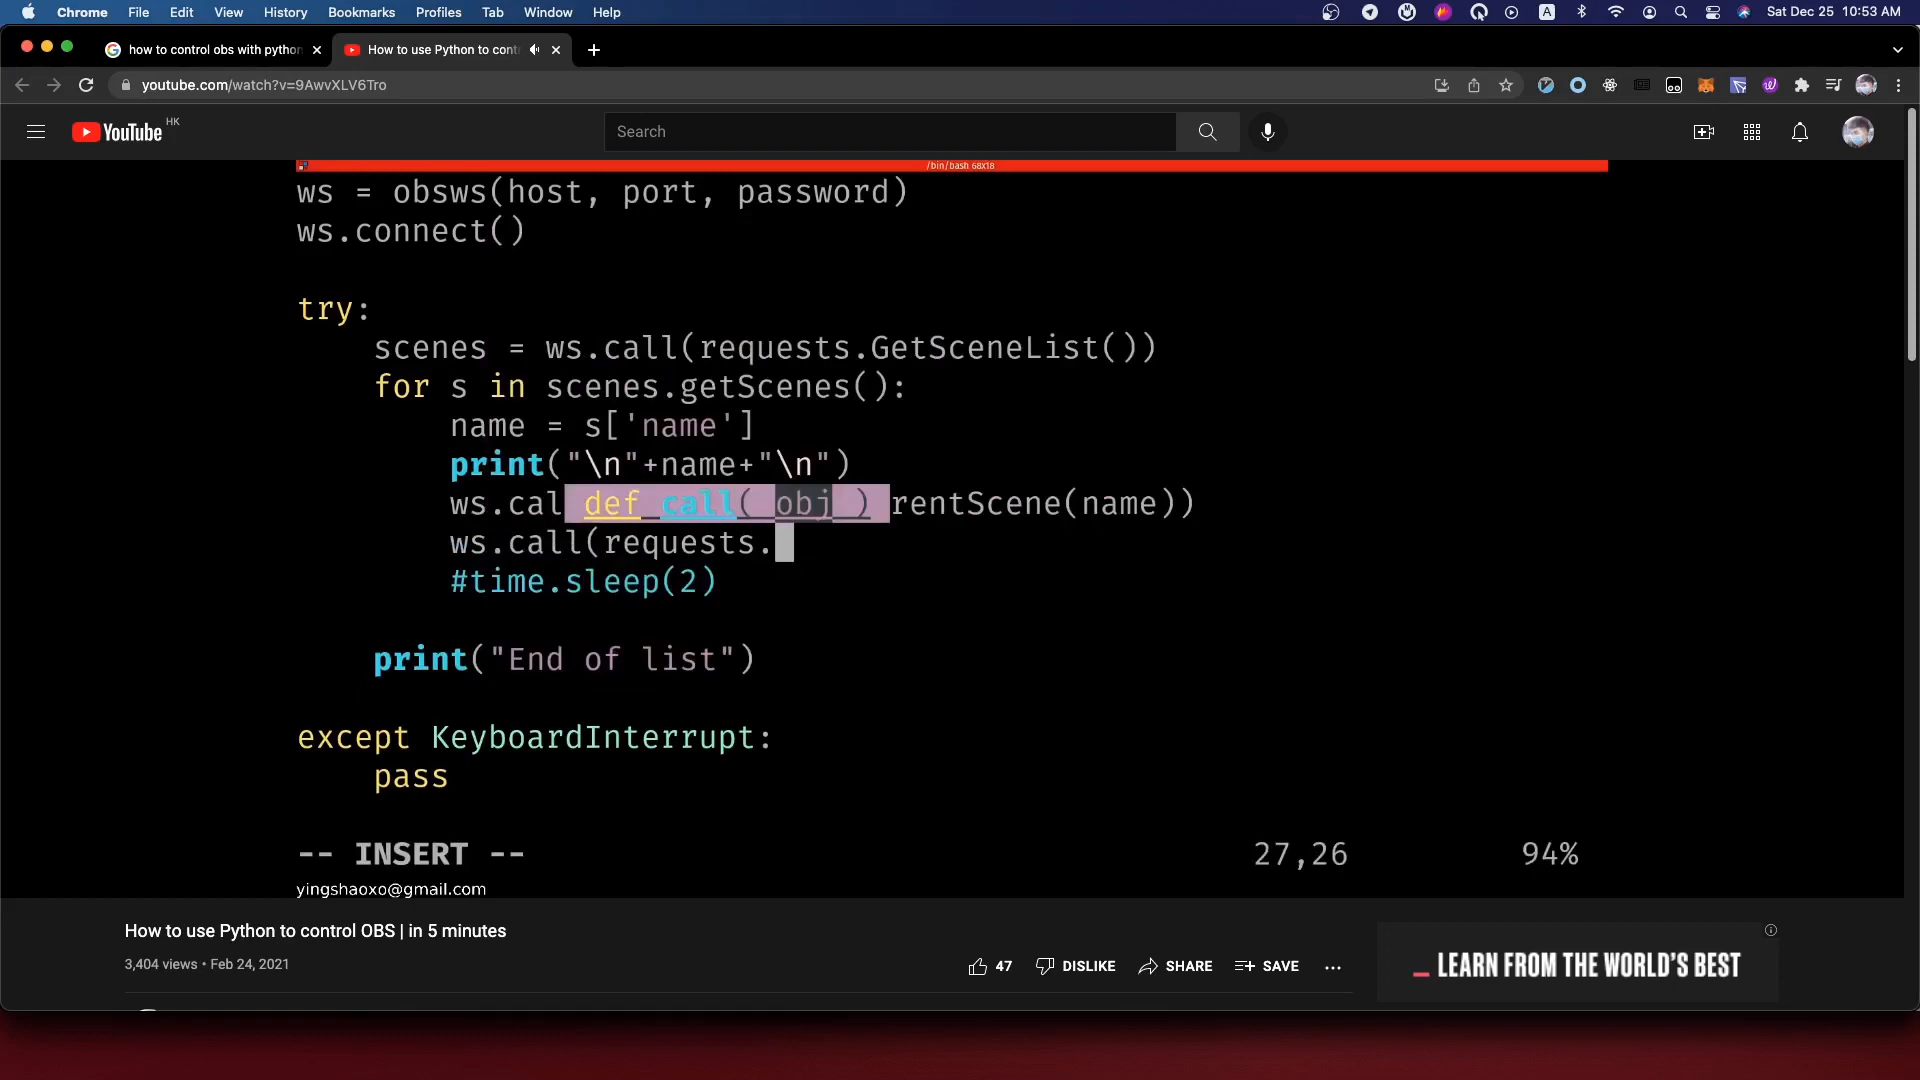 Chrome File Edit View History Bookmarks Profiles Tab Window Help
A
Sat Dec 25 10:53 AM
how to control obs with pythor
How to use Python to cont
youtube.com/watch?v=9AwvXLV6Tro
YouTube HK
Search
/bin/bash 68x18
ws = obsws(host, port, password)
ws.connect()
try:
scenes = ws.call(requests.GetSceneList())
for s in scenes.getScenes():
name = s['name']
print("\n"+name+"\n")
ws.cal def call( obj ) rentScene(name))
ws.call(requests.
#time.sleep(2)
print("End of list")
except KeyboardInterrupt:
pass
-- INSERT -- 27,26 94%
yingshaoxo@gmail.com
How to use Python to control OBS | in 5 minutes
3,404 views • Feb 24, 2021
47 DISLIKE SHARE SAVE ...
LEARN FROM THE WORLD'S BEST